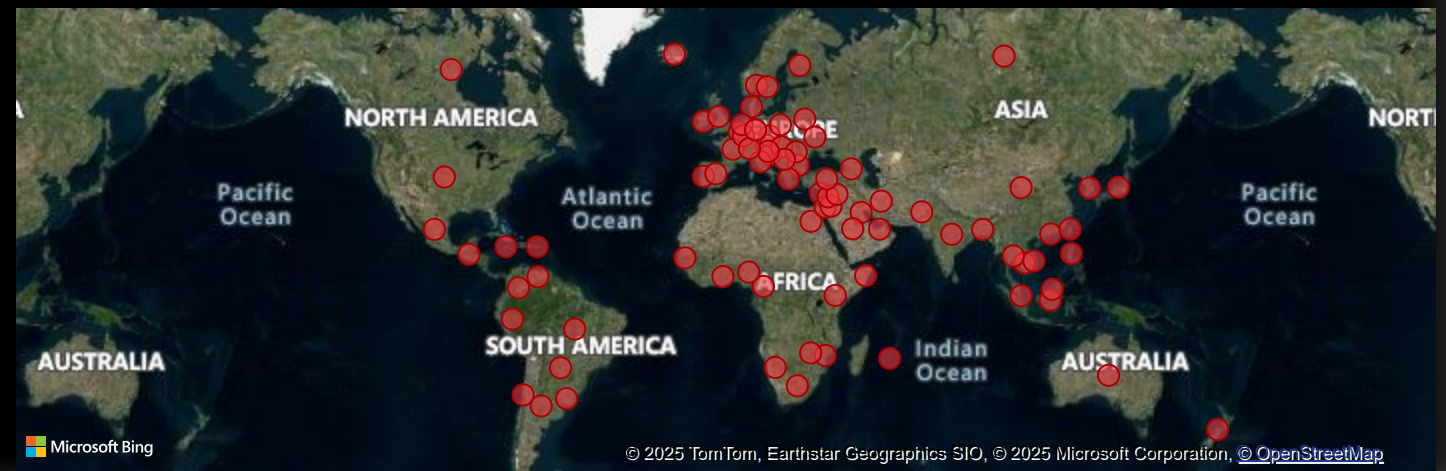 NORTH AMERICA
ASIA
NORT
A
Pacific
Ocean
Atlantic
Ocean
Pacific
Ocean
AFRICA
SOUTH AMERICA
AUSTRALIA
Indian
Ocean
AUSTRALIA
Microsoft Bing
© 2025 TomTom, Earthstar Geographics SIO, © 2025 Microsoft Corporation, © OpenStreetMap